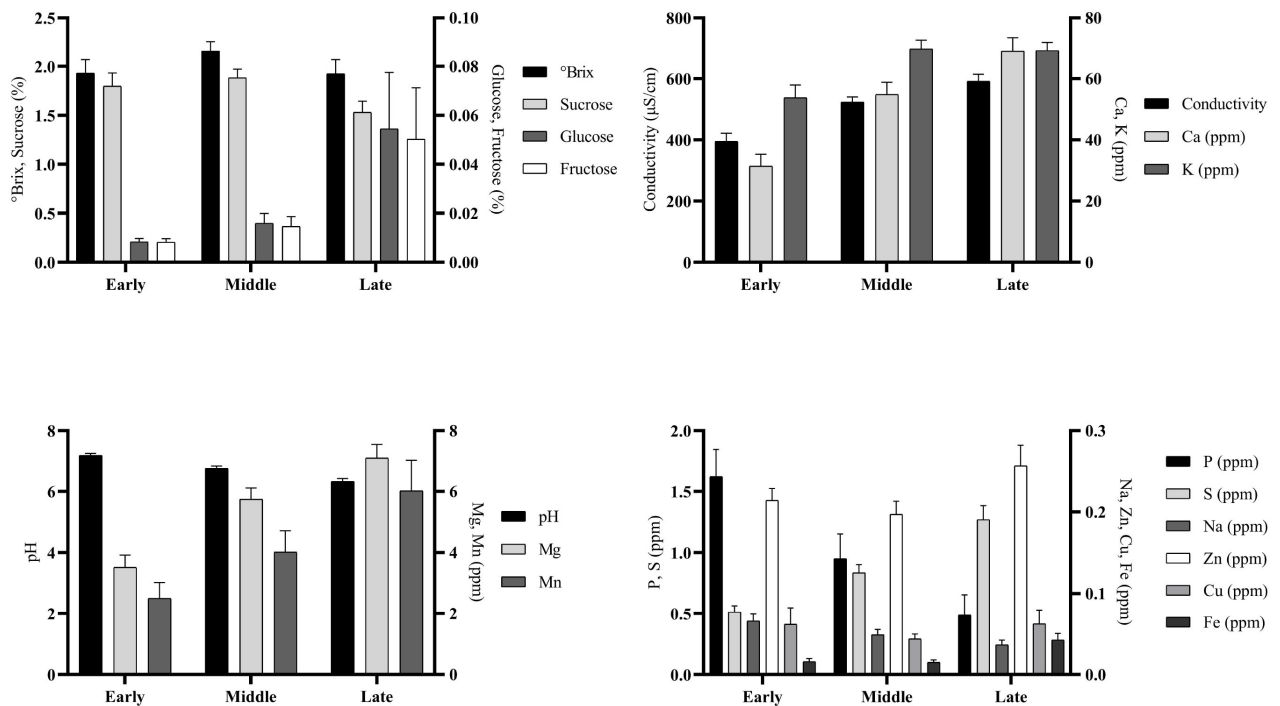 2.5
2.0
1.5
1.0
0.5
0.0
°Brix, Sucrose (%)
0.10
0.08
0.06
0.04
0.02
0.00
Glucose, Fructose (%)
Early Middle Late
°Brix
Sucrose
Glucose
Fructose
800
600
400
200
0
Conductivity (µS/cm)
80
60
40
20
0
Ca, K (ppm)
Early Middle Late
Conductivity
Ca (ppm)
K (ppm)
8
6
4
2
0
pH
8
6
4
2
0
Mg, Mn (ppm)
Early Middle Late
pH
Mg
Mn
2.0
1.5
1.0
0.5
0.0
P, S (ppm)
0.3
0.2
0.1
0.0
Na, Zn, Cu, Fe (ppm)
Early Middle Late
P (ppm)
S (ppm)
Na (ppm)
Zn (ppm)
Cu (ppm)
Fe (ppm)